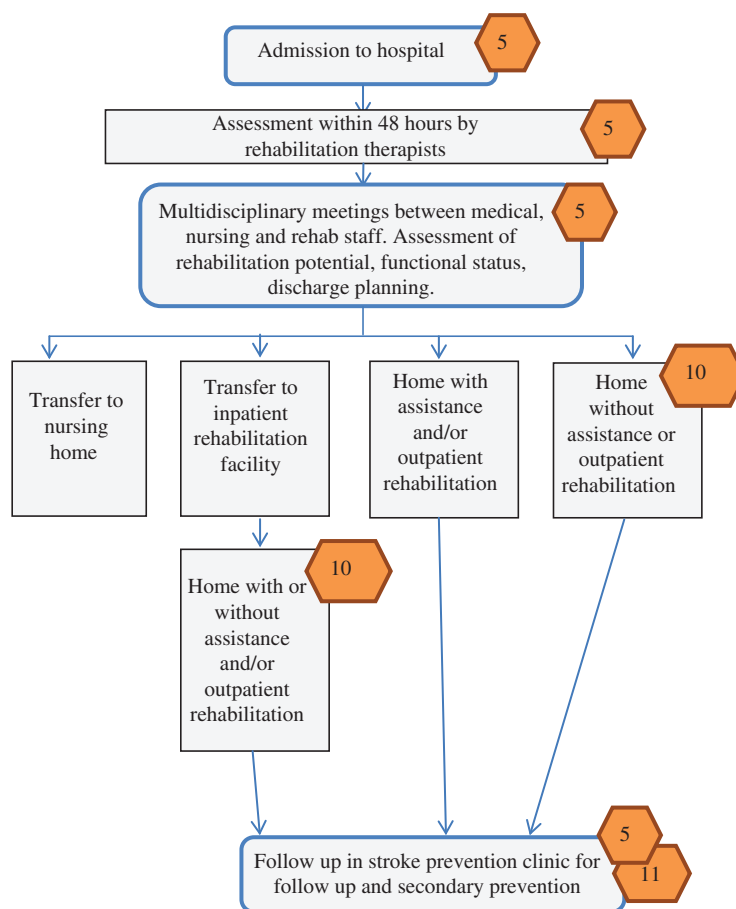 Admission to hospital
5
Assessment within 48 hours by
rehabilitation therapists
5
Multidisciplinary meetings between medical,
nursing and rehab staff. Assessment of
rehabilitation potential, functional status,
discharge planning.
5
Transfer to
nursing
home
Transfer to
inpatient
rehabilitation
facility
Home with
assistance
and/or
outpatient
rehabilitation
Home
without
assistance or
outpatient
rehabilitation
10
Home with or
without
assistance
and/or
outpatient
rehabilitation
10
Follow up in stroke prevention clinic for
follow up and secondary prevention
5
11